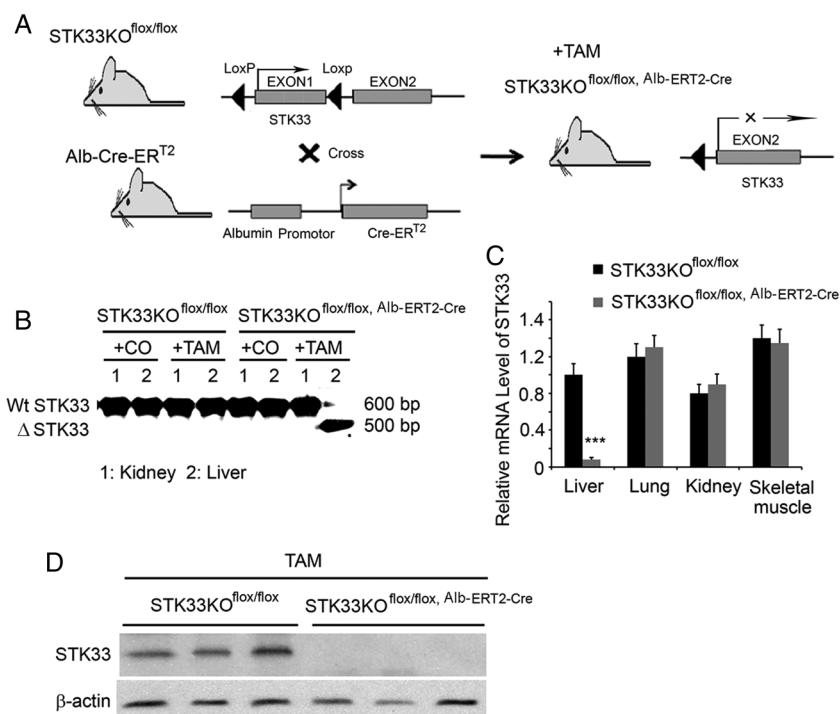 A
STK33KO flox/flox
LoxP
EXON1
Loxp
EXON2
STK33
Alb-Cre-ER T2
Cross
Albumin Promotor
Cre-ER T2
+TAM
STK33KO flox/flox, Alb-ERT2-Cre
EXON2
STK33
B
STK33KO flox/flox STK33KO flox/flox, Alb-ERT2-Cre
+CO +TAM +CO +TAM
1 2 1 2 1 2 1 2
Wt STK33 600 bp
Δ STK33 500 bp
1: Kidney 2: Liver
C
STK33KO flox/flox
STK33KO flox/flox, Alb-ERT2-Cre
Relative mRNA Level of STK33
1.4
1.2
0.8
0.4
0
***
Liver Lung Kidney Skeletal
muscle
D
TAM
STK33KO flox/flox STK33KO flox/flox, Alb-ERT2-Cre
STK33
β-actin